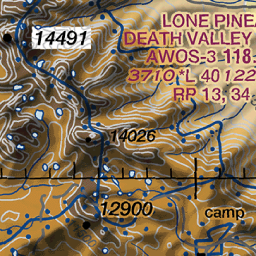 LONE PINE
14491
DEATH VALLEY
AWOS-3 118.
3710 *L 40 122
RP 13, 34
14026
12900
camp